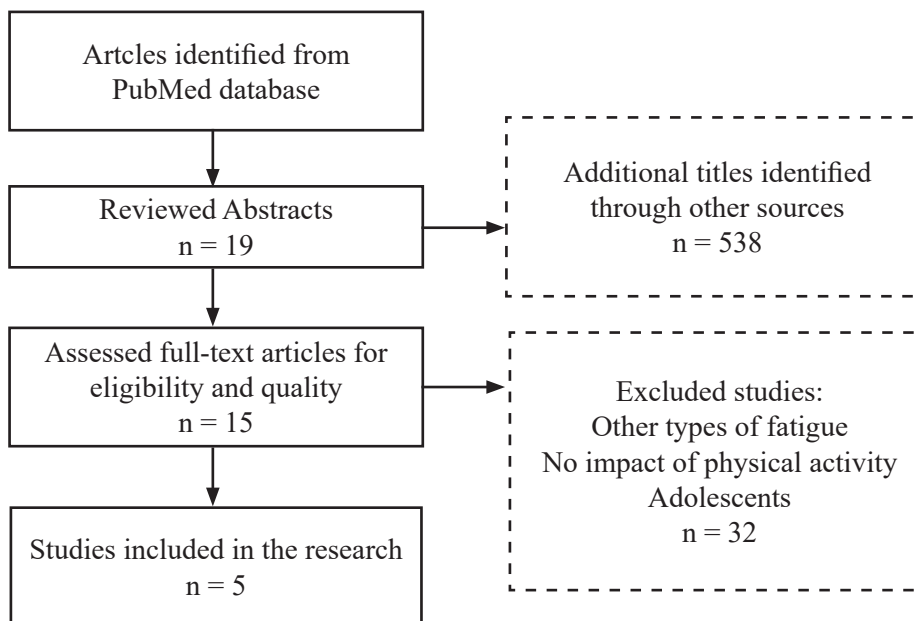 Artcles identified from
PubMed database
Reviewed Abstracts
n = 19
Additional titles identified
through other sources
n = 538
Assessed full-text articles for
eligibility and quality
n = 15
Excluded studies:
Other types of fatigue
No impact of physical activity
Adolescents
n = 32
Studies included in the research
n = 5